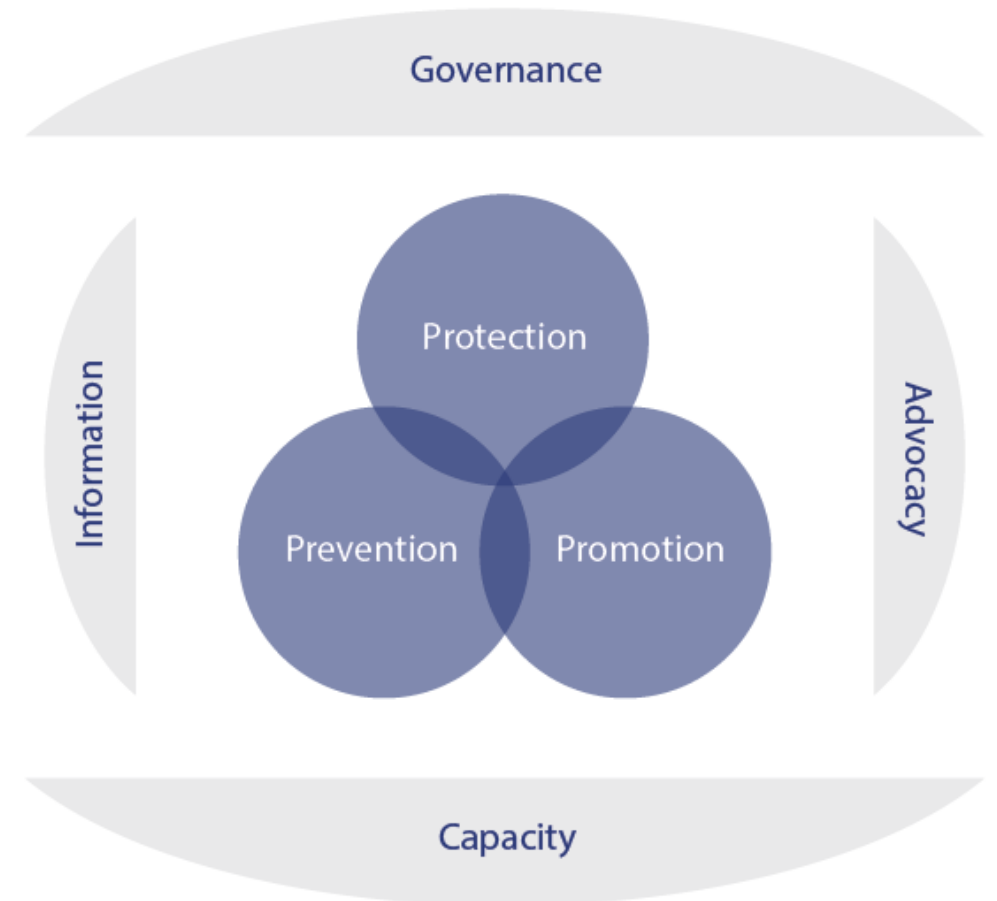 Governance
Protection
Information
Advocacy
Prevention
Promotion
Capacity